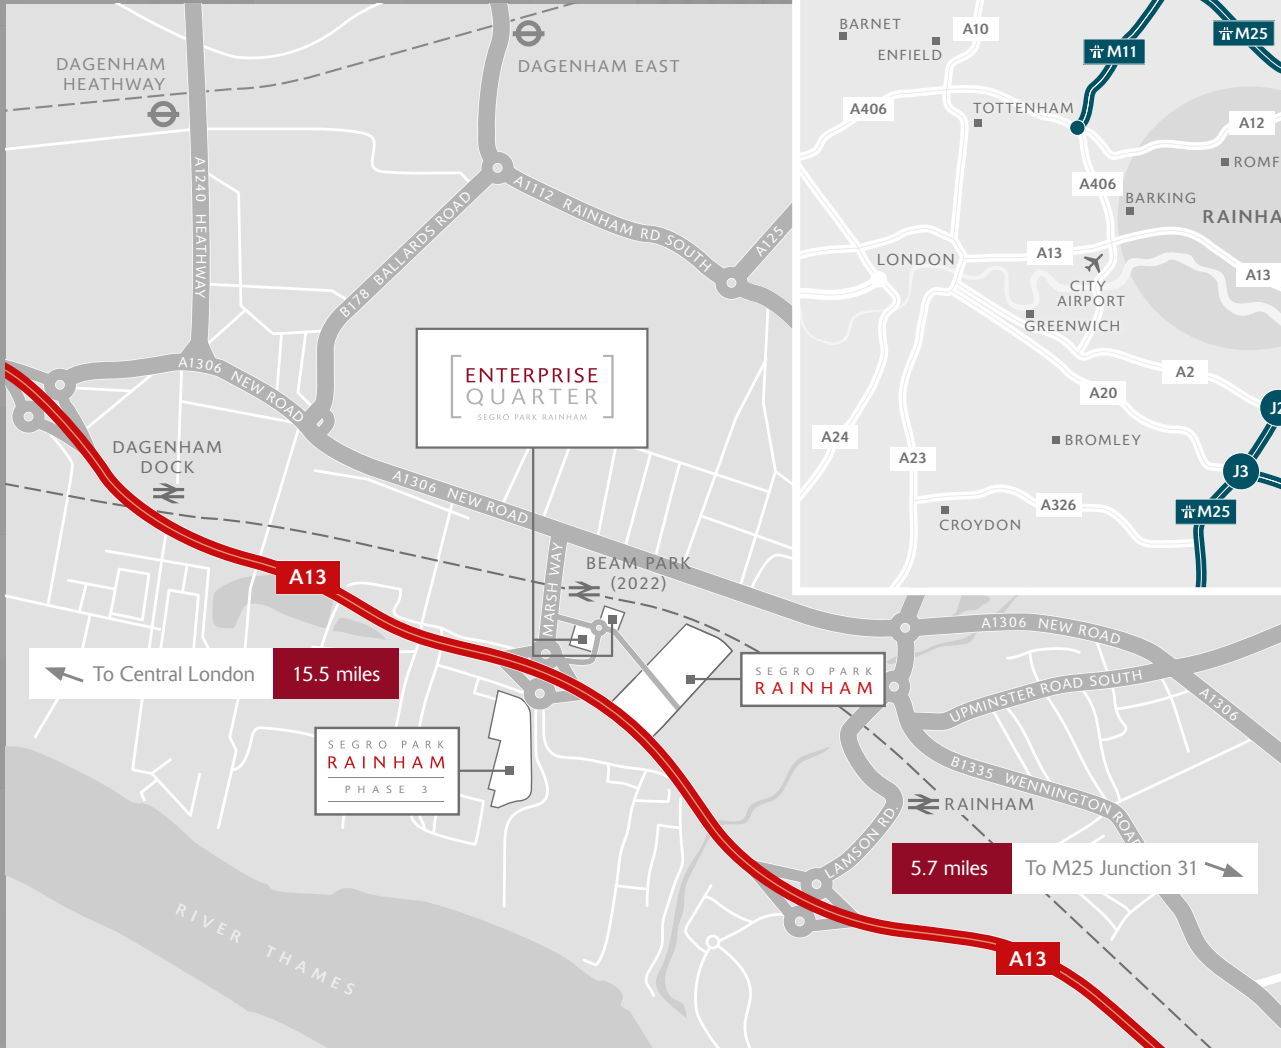 DAGENHAM
HEATHWAY
DAGENHAM EAST
A1240 HEATHWAY
B178 BALLARDS ROAD
A1112 RAINHAM RD SOUTH
A125
A1306 NEW ROAD
ENTERPRISE
QUARTER
SEGRO PARK RAINHAM
DAGENHAM
DOCK
A1306 NEW ROAD
MARSH WAY
BEAM PARK
(2022)
A13
To Central London
15.5 miles
SEGRO PARK
RAINHAM
SEGRO PARK
RAINHAM
PHASE 3
A1306 NEW ROAD
UPMINSTER ROAD SOUTH
A1306
B1335 WENNINGTON ROAD
RAINHAM
LAMSON RD.
5.7 miles
To M25 Junction 31
A13
RIVER THAMES
BARNET
ENFIELD
A10
M11
M25
A406
TOTTENHAM
A12
ROMF
A406
BARKING
RAINHA
LONDON
A13
CITY
AIRPORT
A13
GREENWICH
A2
A20
J2
A24
A23
BROMLEY
J3
A326
M25
CROYDON